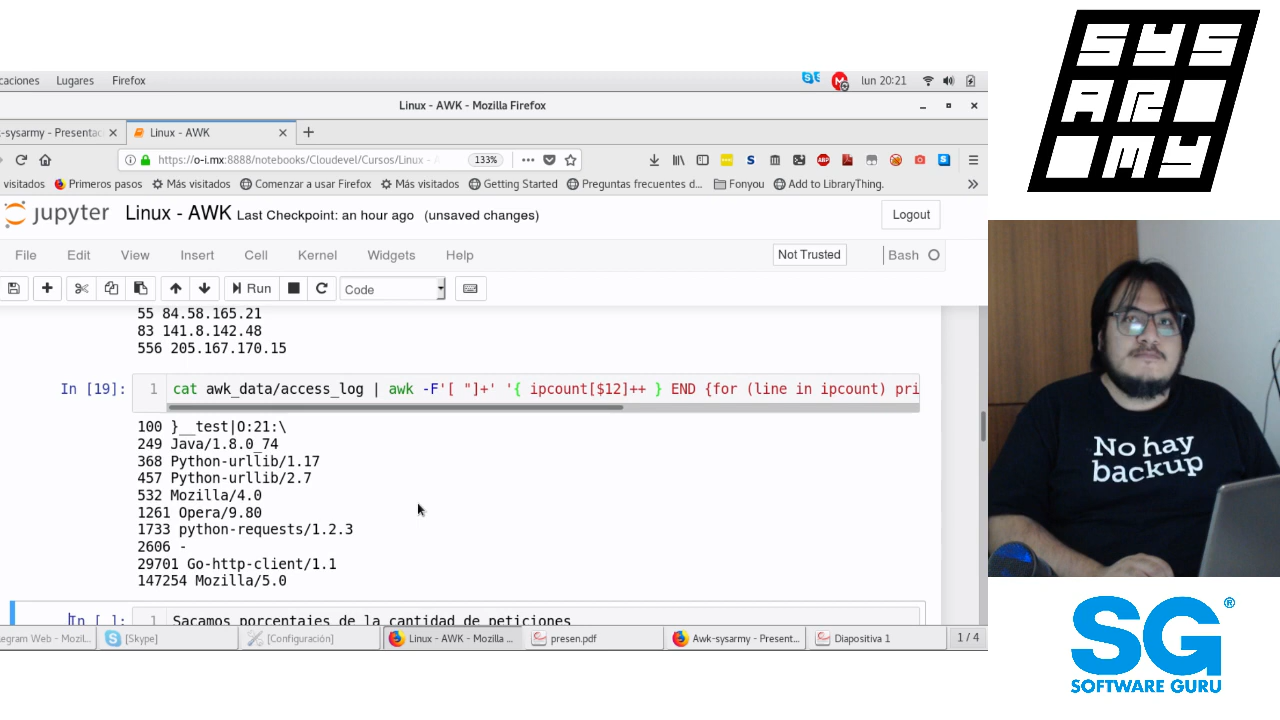 caciones Lugares Firefox lun 20:21
Linux - AWK - Mozilla Firefox
-sysarmy - Presentac Linux - AWK
https://o-i.mx:8888/notebooks/Cloudevel/Cursos/Linux - A 133%
visitados Primeros pasos Más visitados Comenzar a usar Firefox Más visitados Getting Started Preguntas frecuentes d... Fonyou Add to LibraryThing.
jupyter Linux - AWK Last Checkpoint: an hour ago (unsaved changes) Logout
File Edit View Insert Cell Kernel Widgets Help Not Trusted Bash
Run Code
55 84.58.165.21
83 141.8.142.48
556 205.167.170.15
In [19]: 1 cat awk_data/access_log | awk -F'[ "]+' '{ ipcount[$12]++ } END {for (line in ipcount) pri
100 }__test|O:21:\
249 Java/1.8.0_74
368 Python-urllib/1.17
457 Python-urllib/2.7
532 Mozilla/4.0
1261 Opera/9.80
1733 python-requests/1.2.3
2606 -
29701 Go-http-client/1.1
147254 Mozilla/5.0
In [ ]: 1 Sacamos porcentajes de la cantidad de peticiones
legram Web - Mozil... [Skype] [Configuración] Linux - AWK - Mozilla ... presen.pdf Awk-sysarmy - Present... Diapositiva 1 1 / 4
SYS
AR
MY
No hay
backup
SG®
SOFTWARE GURU